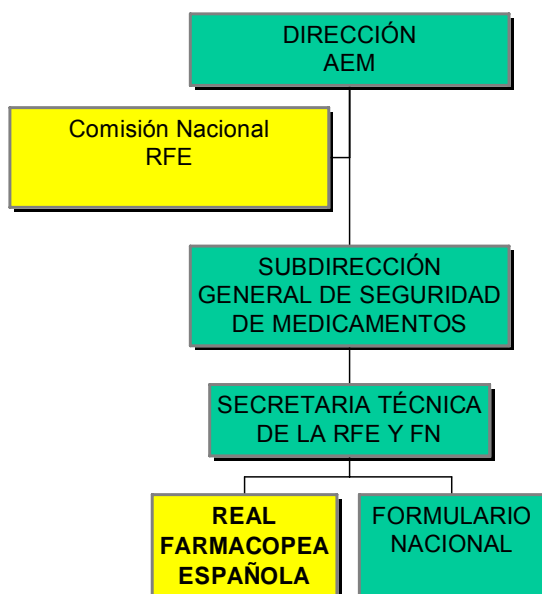 DIRECCIÓN
AEM
Comisión Nacional
RFE
SUBDIRECCIÓN
GENERAL DE SEGURIDAD
DE MEDICAMENTOS
SECRETARIA TÉCNICA
DE LA RFE Y FN
REAL
FARMACOPEA
ESPAÑOLA
FORMULARIO
NACIONAL